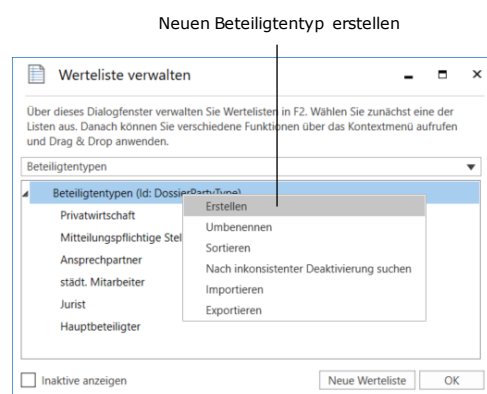 Neuen Beteiligtentyp erstellen
Werteliste verwalten
Über dieses Dialogfenster verwalten Sie Wertelisten in F2. Wählen Sie zunächst eine der
Listen aus. Danach können Sie verschiedene Funktionen über das Kontextmenü aufrufen
und Drag & Drop anwenden.
Beteiligtentypen
Beteiligtentypen (Id: DossierPartyType)
Erstellen
Privatwirtschaft
Umbenennen
Mitteilungspflichtige Stel
Sortieren
Ansprechpartner
Nach inkonsistenter Deaktivierung suchen
städt. Mitarbeiter
Importieren
Jurist
Exportieren
Hauptbeteiligter
Inaktive anzeigen
Neue Werteliste
OK